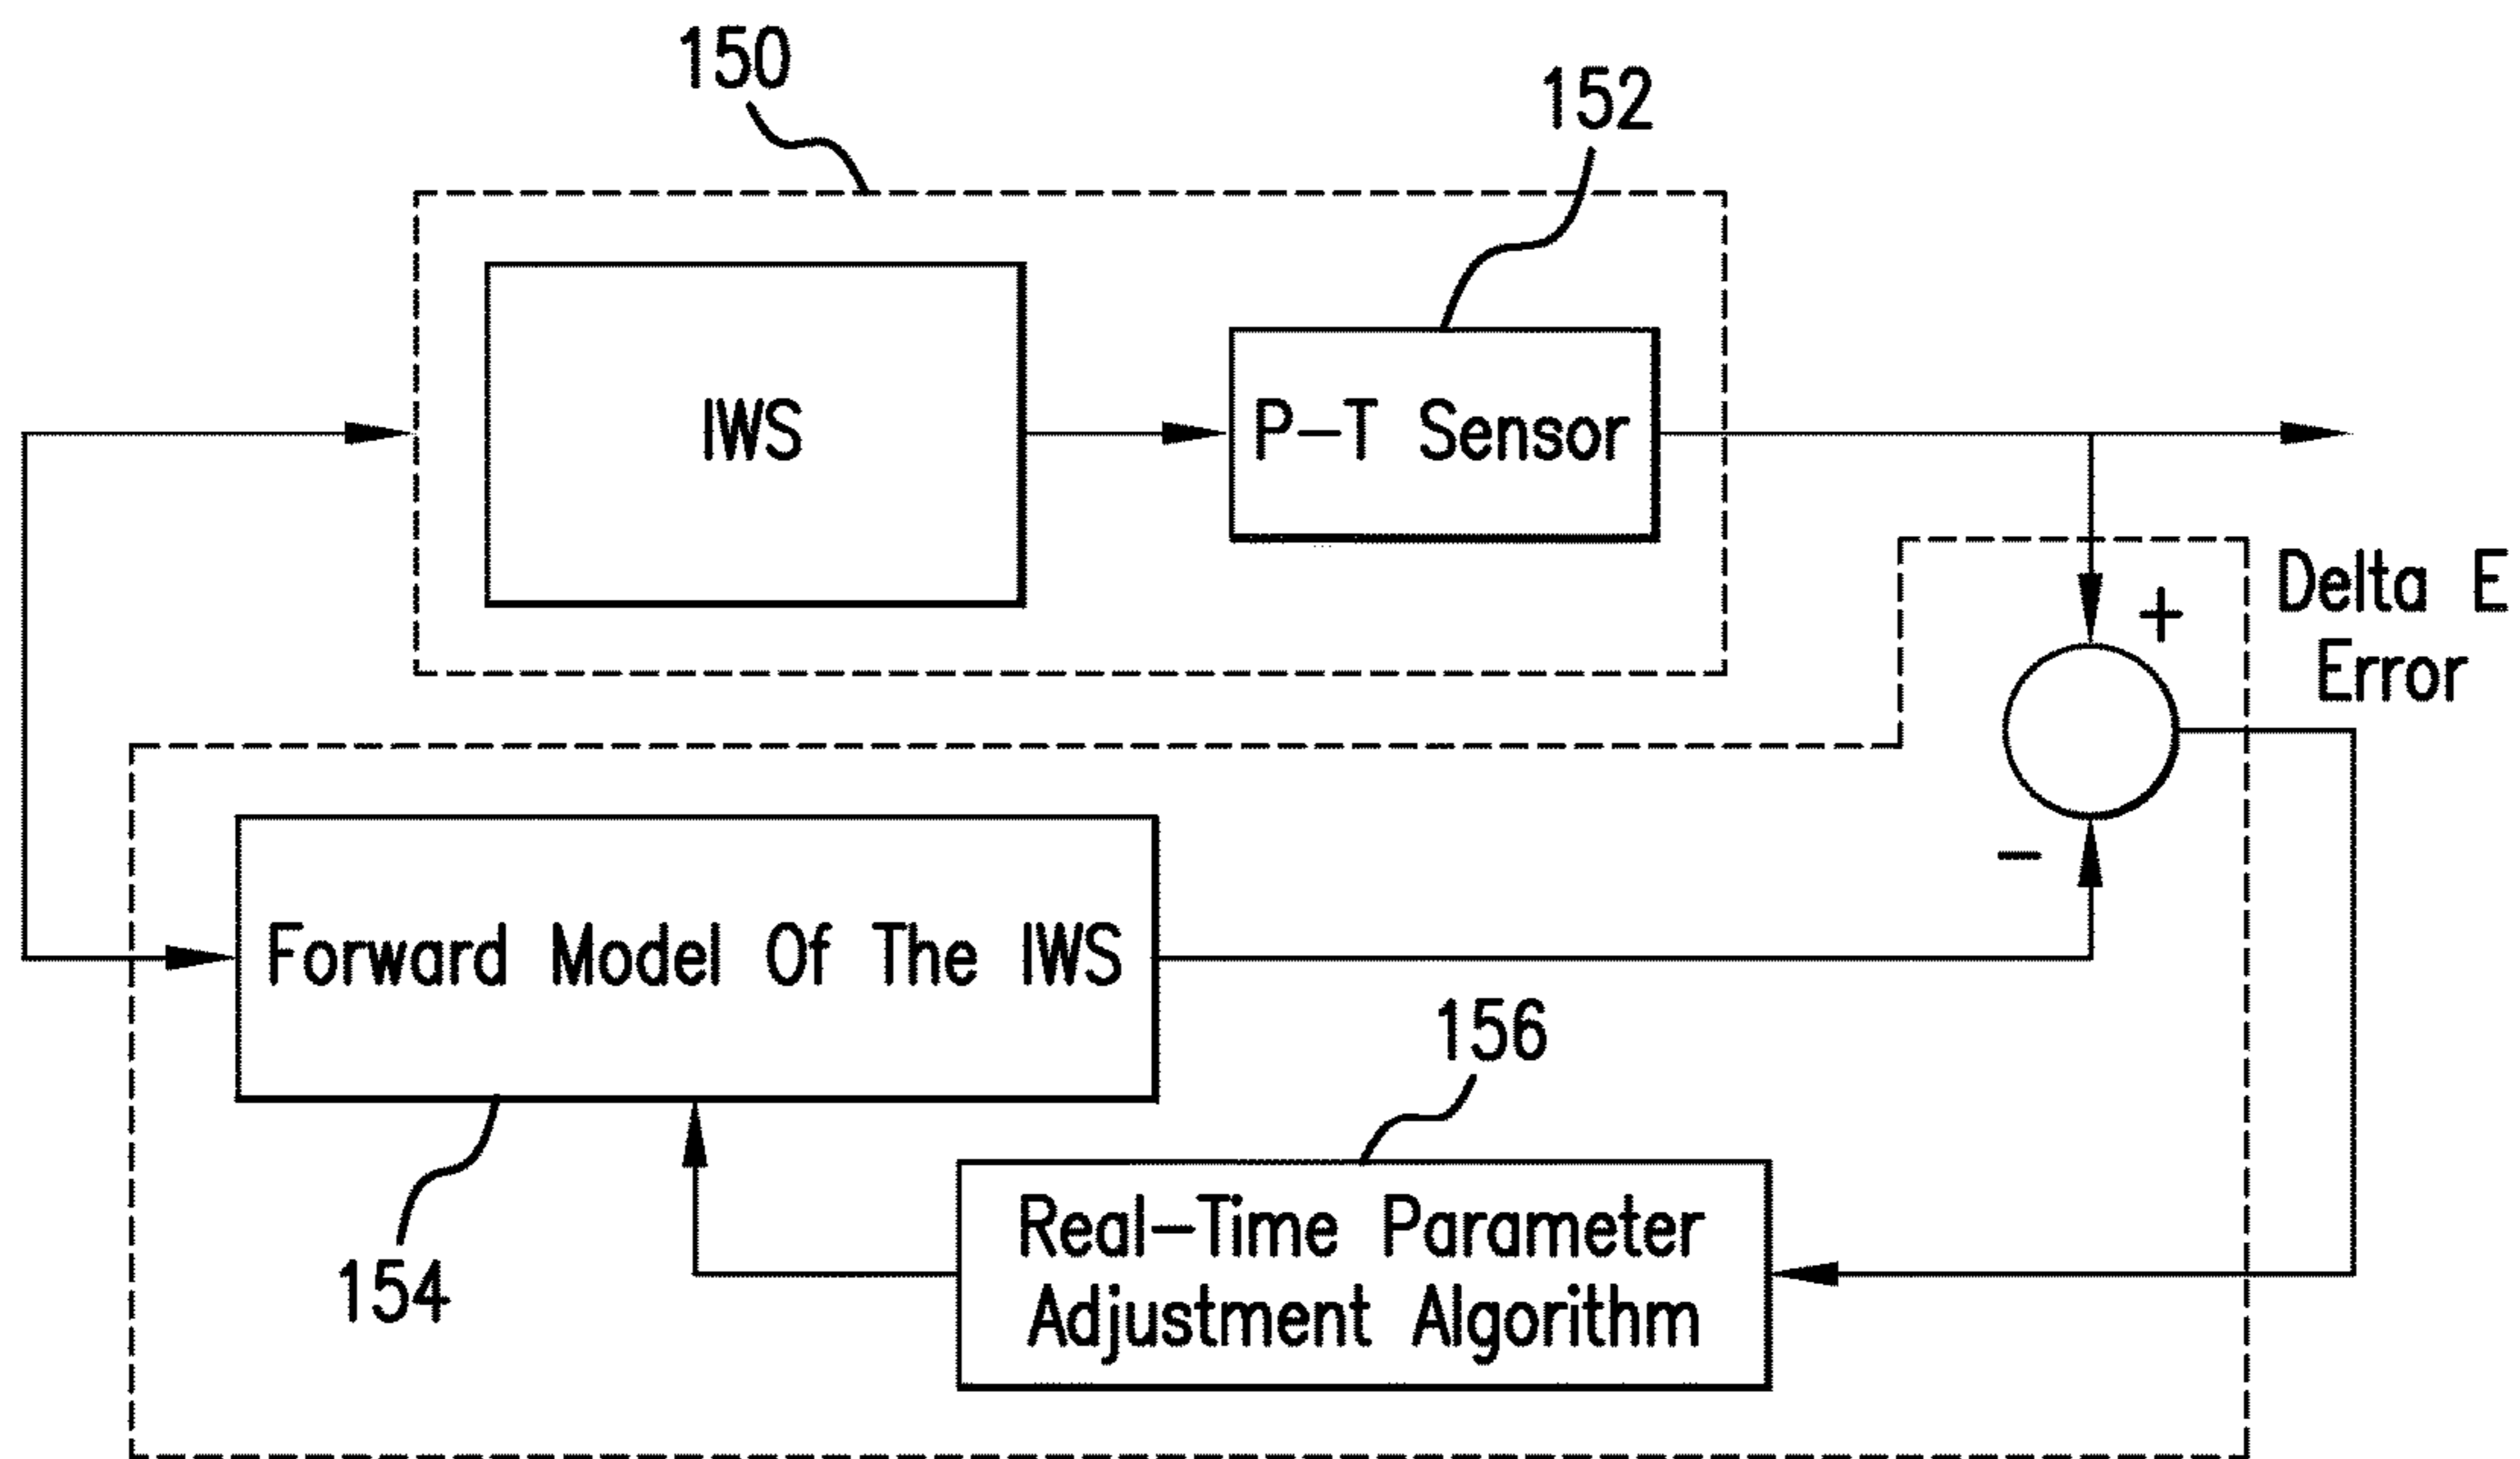 150
152
IWS
P-T Sensor
Delta E
Error
+
-
Forward Model Of The IWS
156
Real-Time Parameter
Adjustment Algorithm
154